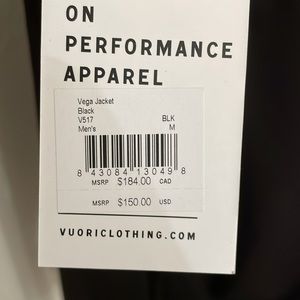 ON
PERFORMANCE
APPAREL
Vega Jacket
Black
V517 BLK
Men's M
8 43084 13049 8
MSRP $184.00 CAD
MSRP $150.00 USD
VUORICLOTHING.COM